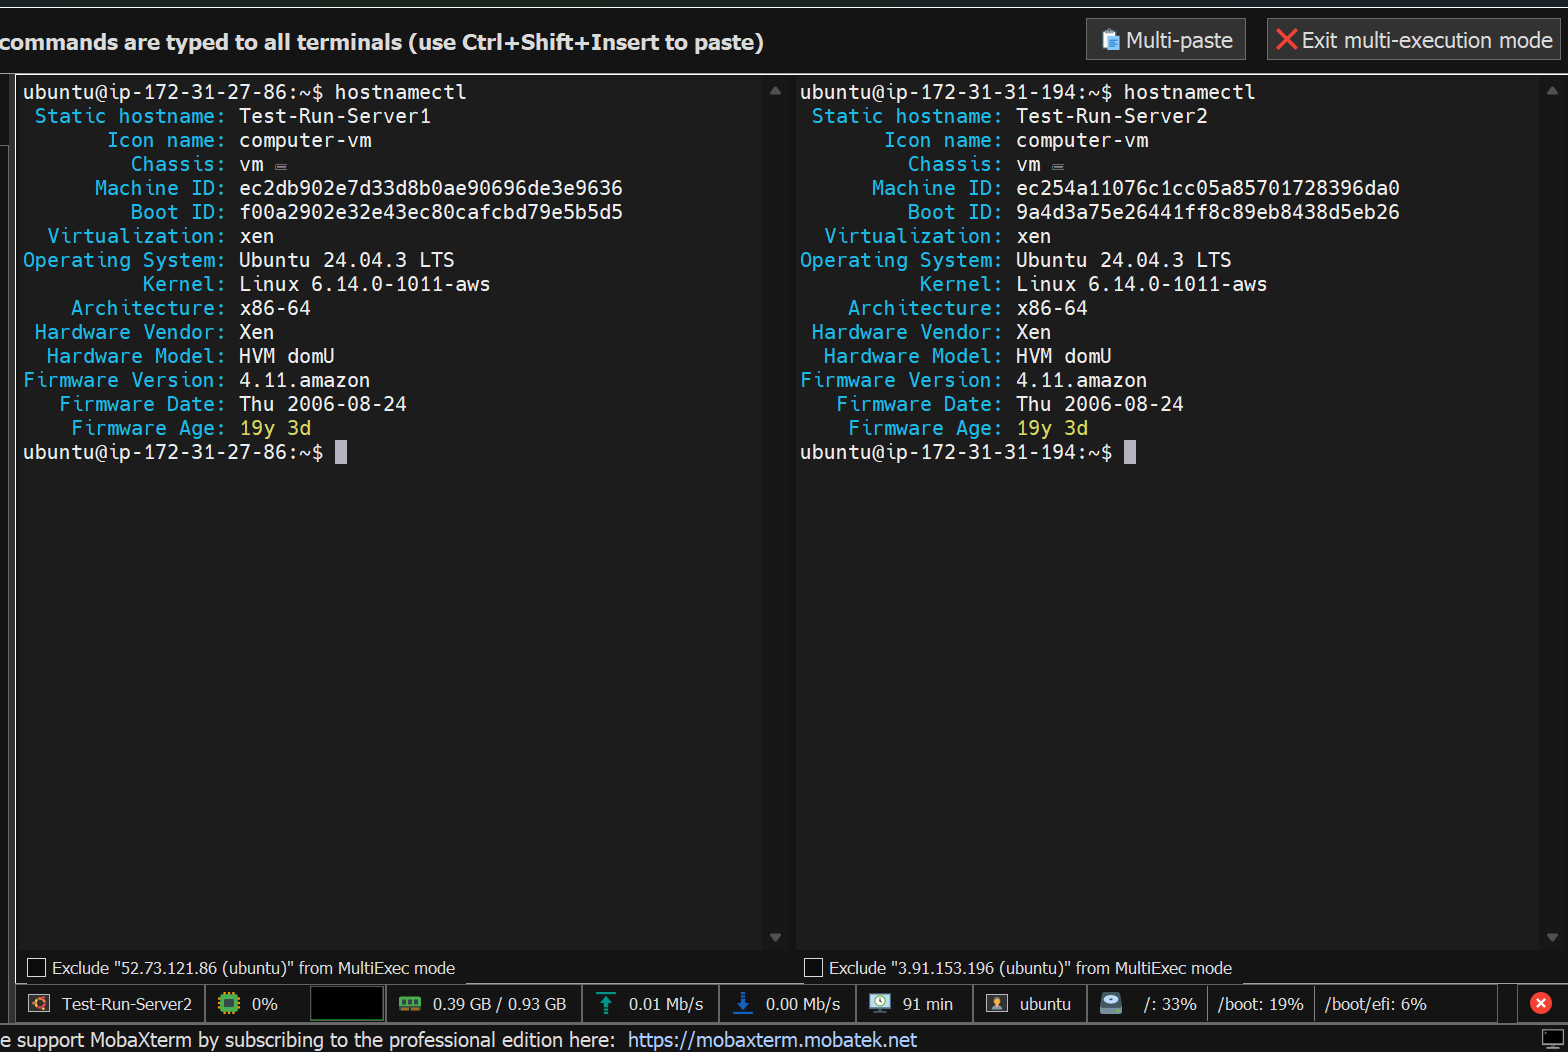 commands are typed to all terminals (use Ctrl+Shift+Insert to paste)
Multi-paste
Exit multi-execution mode
ubuntu@ip-172-31-27-86:~$ hostnamectl
Static hostname: Test-Run-Server1
Icon name: computer-vm
Chassis: vm
Machine ID: ec2db902e7d33d8b0ae90696de3e9636
Boot ID: f00a2902e32e43ec80cafcbd79e5b5d5
Virtualization: xen
Operating System: Ubuntu 24.04.3 LTS
Kernel: Linux 6.14.0-1011-aws
Architecture: x86-64
Hardware Vendor: Xen
Hardware Model: HVM domU
Firmware Version: 4.11.amazon
Firmware Date: Thu 2006-08-24
Firmware Age: 19y 3d
ubuntu@ip-172-31-27-86:~$
Exclude "52.73.121.86 (ubuntu)" from MultiExec mode
ubuntu@ip-172-31-31-194:~$ hostnamectl
Static hostname: Test-Run-Server2
Icon name: computer-vm
Chassis: vm
Machine ID: ec254a11076c1cc05a85701728396da0
Boot ID: 9a4d3a75e26441ff8c89eb8438d5eb26
Virtualization: xen
Operating System: Ubuntu 24.04.3 LTS
Kernel: Linux 6.14.0-1011-aws
Architecture: x86-64
Hardware Vendor: Xen
Hardware Model: HVM domU
Firmware Version: 4.11.amazon
Firmware Date: Thu 2006-08-24
Firmware Age: 19y 3d
ubuntu@ip-172-31-31-194:~$
Exclude "3.91.153.196 (ubuntu)" from MultiExec mode
Test-Run-Server2 0% 0.39 GB / 0.93 GB 0.01 Mb/s 0.00 Mb/s 91 min ubuntu /: 33% /boot: 19% /boot/efi: 6%
e support MobaXterm by subscribing to the professional edition here: https://mobaxterm.mobatek.net